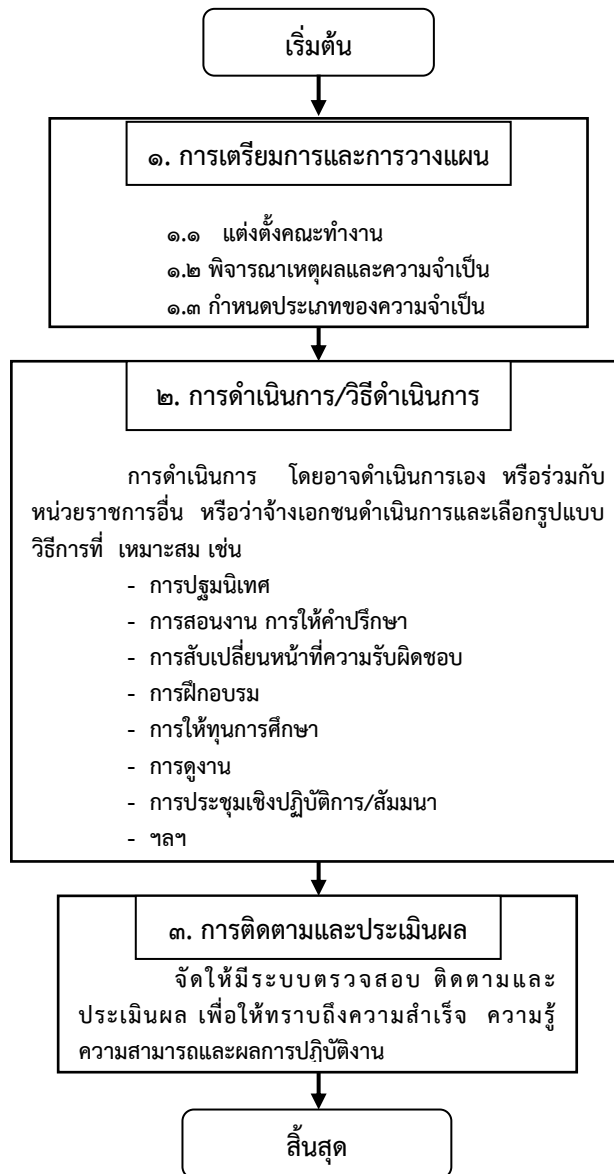 เริ่มต้น
๑. การเตรียมการและการวางแผน
๑.๑ แต่งตั้งคณะทำงาน
๑.๒ พิจารณาเหตุผลและความจำเป็น
๑.๓ กำหนดประเภทของความจำเป็น
๒. การดำเนินการ/วิธีดำเนินการ
การดำเนินการ โดยอาจดำเนินการเอง หรือร่วมกับ
หน่วยราชการอื่น หรือว่าจ้างเอกชนดำเนินการและเลือกรูปแบบ
วิธีการที่ เหมาะสม เช่น
- การปฐมนิเทศ
- การสอนงาน การให้คำปรึกษา
- การสับเปลี่ยนหน้าที่ความรับผิดชอบ
- การฝึกอบรม
- การให้ทุนการศึกษา
- การดูงาน
- การประชุมเชิงปฏิบัติการ/สัมมนา
- ฯลฯ
๓. การติดตามและประเมินผล
จัดให้มีระบบตรวจสอบ ติดตามและ
ประเมินผล เพื่อให้ทราบถึงความสำเร็จ ความรู้
ความสามารถและผลการปฏิบัติงาน
สิ้นสุด